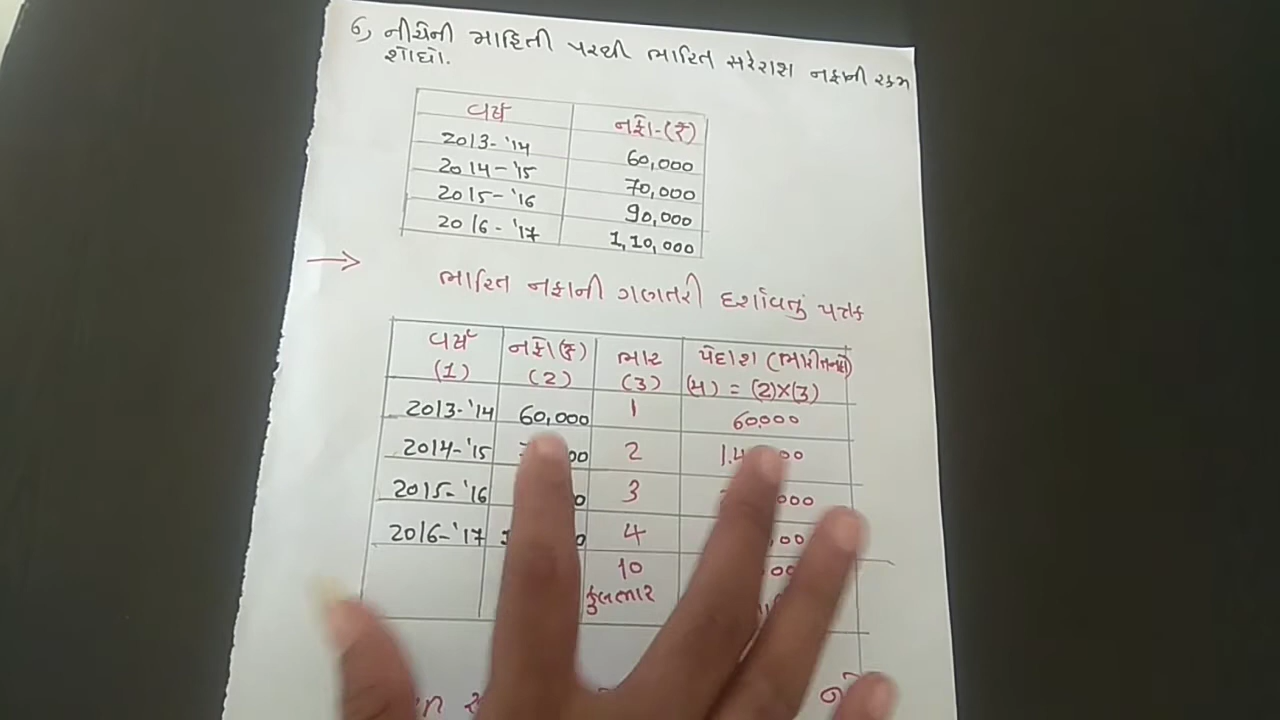 6, નીચેની માહિતી પરથી ભારિત સરેરાશ નફાની રકમ
શોધો.
વર્ષ નફો-(₹)
2013-'14 60,000
2014-'15 70,000
2015-'16 90,000
2016-'17 1,10,000
ભારિત નફાની ગણતરી દર્શાવતું પત્રક
વર્ષ નફો(₹) ભાર પેદાશ (ભારીતનફો)
(1) (2) (3) (4) = (2)X(3)
2013-'14 60,000 1 60,000
2014-'15 2
2015-'16 3
2016-'17 4
10
કુલભાર